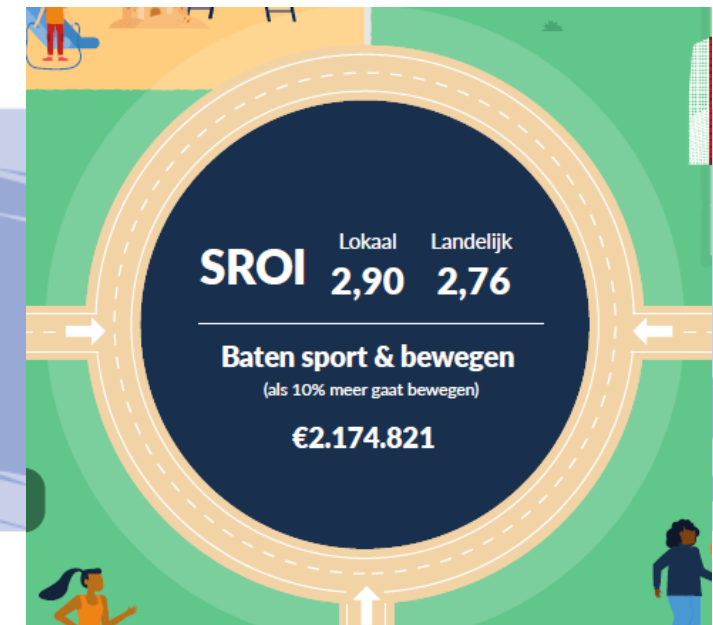 SROI
Lokaal Landelijk
2,90 2,76
Baten sport & bewegen
(als 10% meer gaat bewegen)
€2.174.821